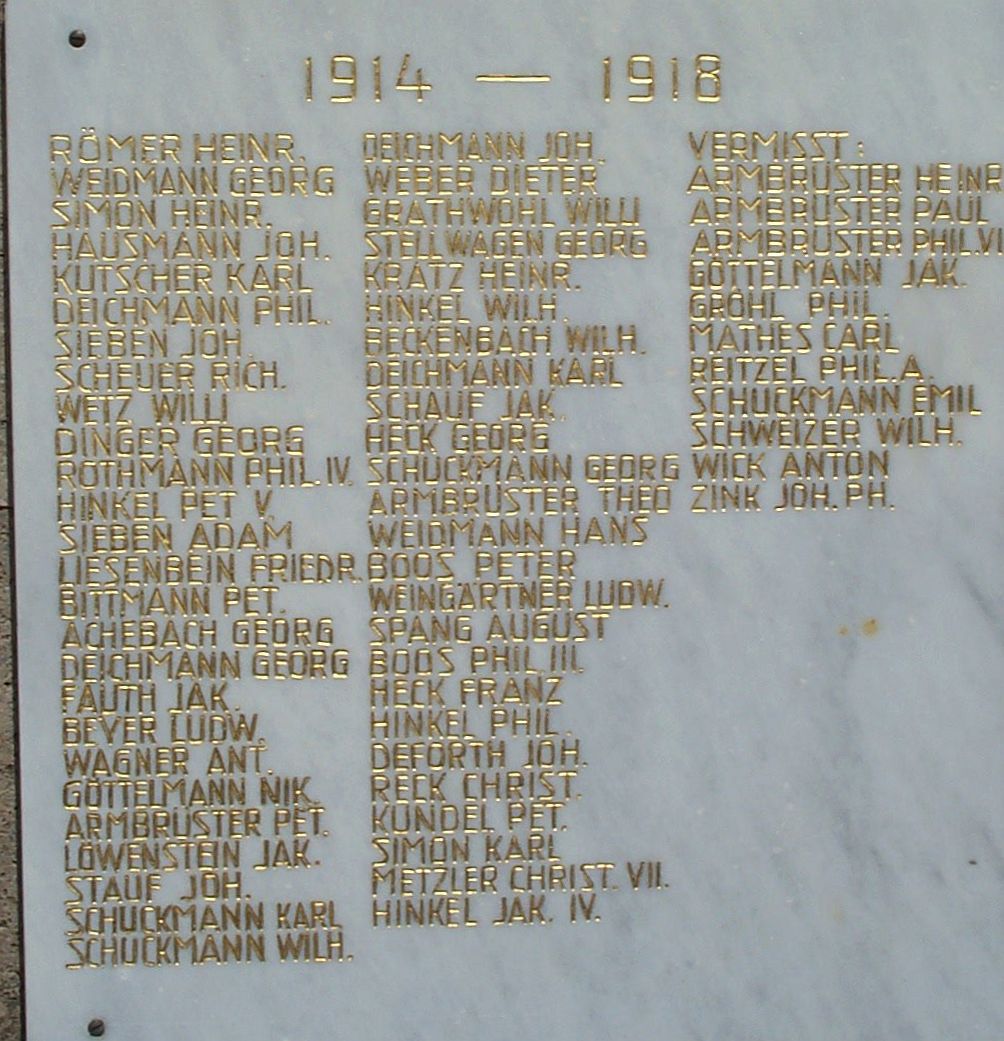 1914 — 1918
RÖMER HEINR.
WEIDMANN GEORG
SIMON HEINR.
HAUSMANN JOH.
KUTSCHER KARL
DEICHMANN PHIL.
SIEBEN JOH.
SCHEUER RICH.
WETZ WILLI
DINGER GEORG
ROTHMANN PHIL. IV.
HINKEL PET V.
SIEBEN ADAM
LIESENBEIN FRIEDR.
BITTMANN PET.
ACHEBACH GEORG
DEICHMANN GEORG
FAUTH JAK.
BEYER LUDW.
WAGNER ANT.
GÖTTELMANN NIK.
ARMBRÜSTER PET.
LÖWENSTEIN JAK.
STAUF JOH.
SCHUCKMANN KARL
SCHUCKMANN WILH.
DEICHMANN JOH.
WEBER DIETER
GRATHWOHL WILLI
STELLWAGEN GEORG
KRATZ HEINR.
HINKEL WILH.
BECKENBACH WILH.
DEICHMANN KARL
SCHAUF JAK.
HECK GEORG
SCHUCKMANN GEORG
ARMBRÜSTER THEO
WEIDMANN HANS
BOOS PETER
WEINGÄRTNER LUDW.
SPANG AUGUST
BOOS PHIL. III.
HECK FRANZ
HINKEL PHIL.
DEFORTH JOH.
RECK CHRIST.
KUNDEL PET.
SIMON KARL
METZLER CHRIST. VII.
HINKEL JAK. IV.
VERMISST:
ARMBRÜSTER HEINR
ARMBRÜSTER PAUL
ARMBRÜSTER PHIL. VI
GÖTTELMANN JAK.
GRÖHL PHIL.
MATHES CARL
REITZEL PHIL. A.
SCHUCKMANN EMIL
SCHWEIZER WILH.
WICK ANTON
ZINK JOH. PH.